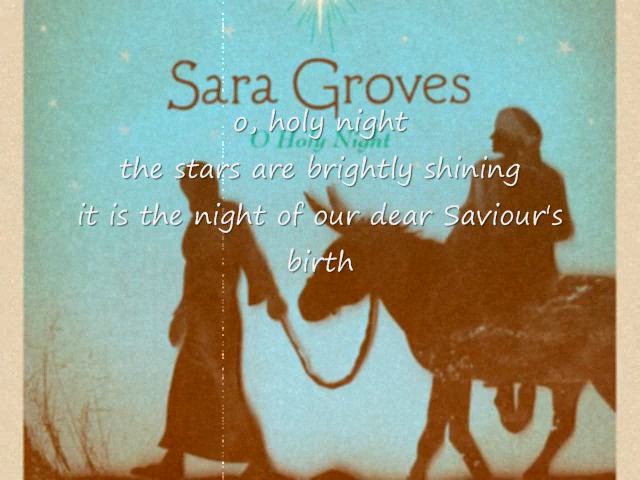 Sara Groves
o, holy night
O Holy Night
the stars are brightly shining
it is the night of our dear Saviour's
birth